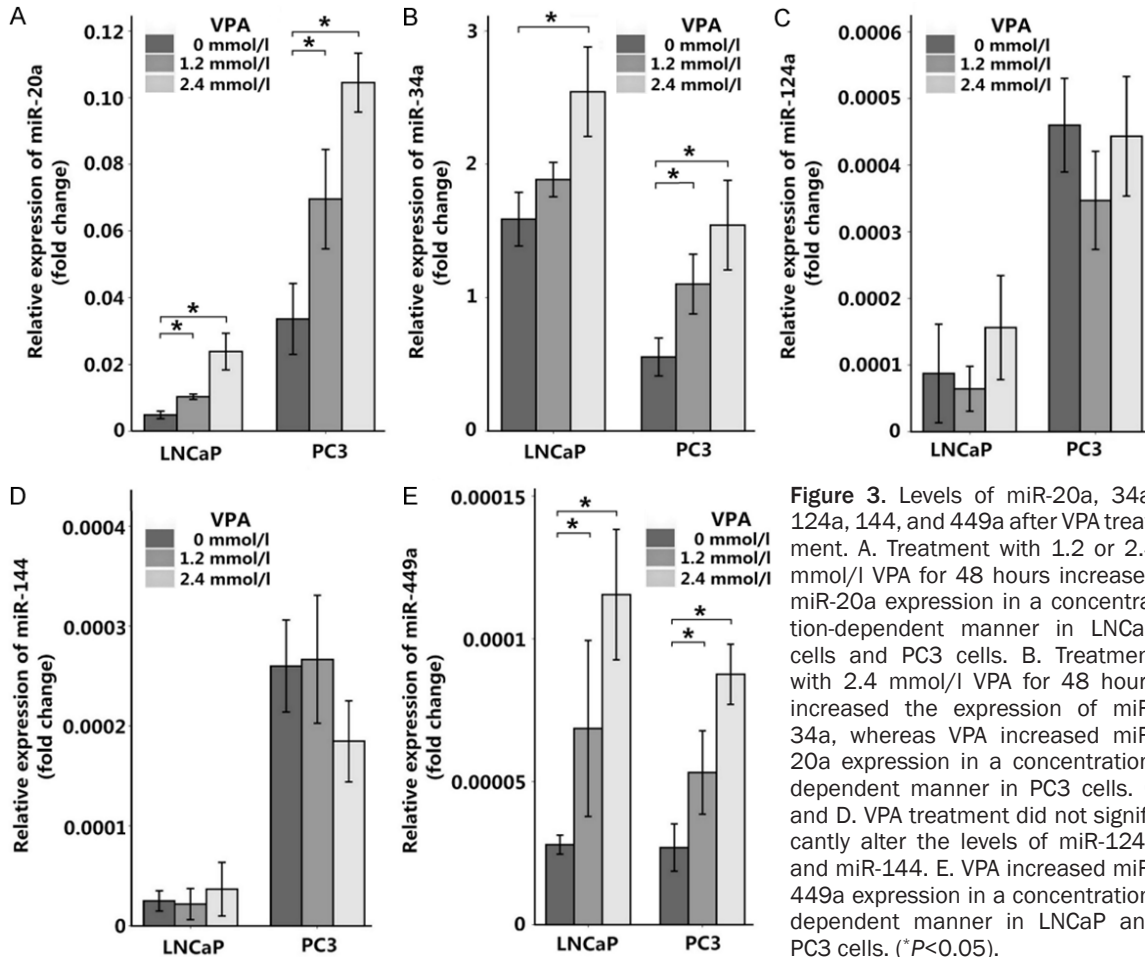 A
Relative expression of miR-20a
(fold change)
0.12
0.10
0.08
0.06
0.04
0.02
0
VPA
0 mmol/l
1.2 mmol/l
2.4 mmol/l
*
*
*
*
LNCaP
PC3
B
Relative expression of miR-34a
(fold change)
3
2
1
0
VPA
0 mmol/l
1.2 mmol/l
2.4 mmol/l
*
*
*
LNCaP
PC3
C
Relative expression of miR-124a
(fold change)
0.0006
0.0005
0.0004
0.0003
0.0002
0.0001
0
VPA
0 mmol/l
1.2 mmol/l
2.4 mmol/l
LNCaP
PC3
D
Relative expression of miR-144
(fold change)
0.0004
0.0003
0.0002
0.0001
0
VPA
0 mmol/l
1.2 mmol/l
2.4 mmol/l
LNCaP
PC3
E
Relative expression of miR-449a
(fold change)
0.00015
0.0001
0.00005
0
VPA
0 mmol/l
1.2 mmol/l
2.4 mmol/l
*
*
*
*
LNCaP
PC3
Figure 3. Levels of miR-20a, 34a
124a, 144, and 449a after VPA treat
ment. A. Treatment with 1.2 or 2.
mmol/l VPA for 48 hours increase
miR-20a expression in a concentra
tion-dependent manner in LNCa
cells and PC3 cells. B. Treatmen
with 2.4 mmol/l VPA for 48 hour
increased the expression of miR
34a, whereas VPA increased miR
20a expression in a concentration
dependent manner in PC3 cells.
and D. VPA treatment did not signif
cantly alter the levels of miR-124
and miR-144. E. VPA increased miR
449a expression in a concentration
dependent manner in LNCaP an
PC3 cells. (*P<0.05).